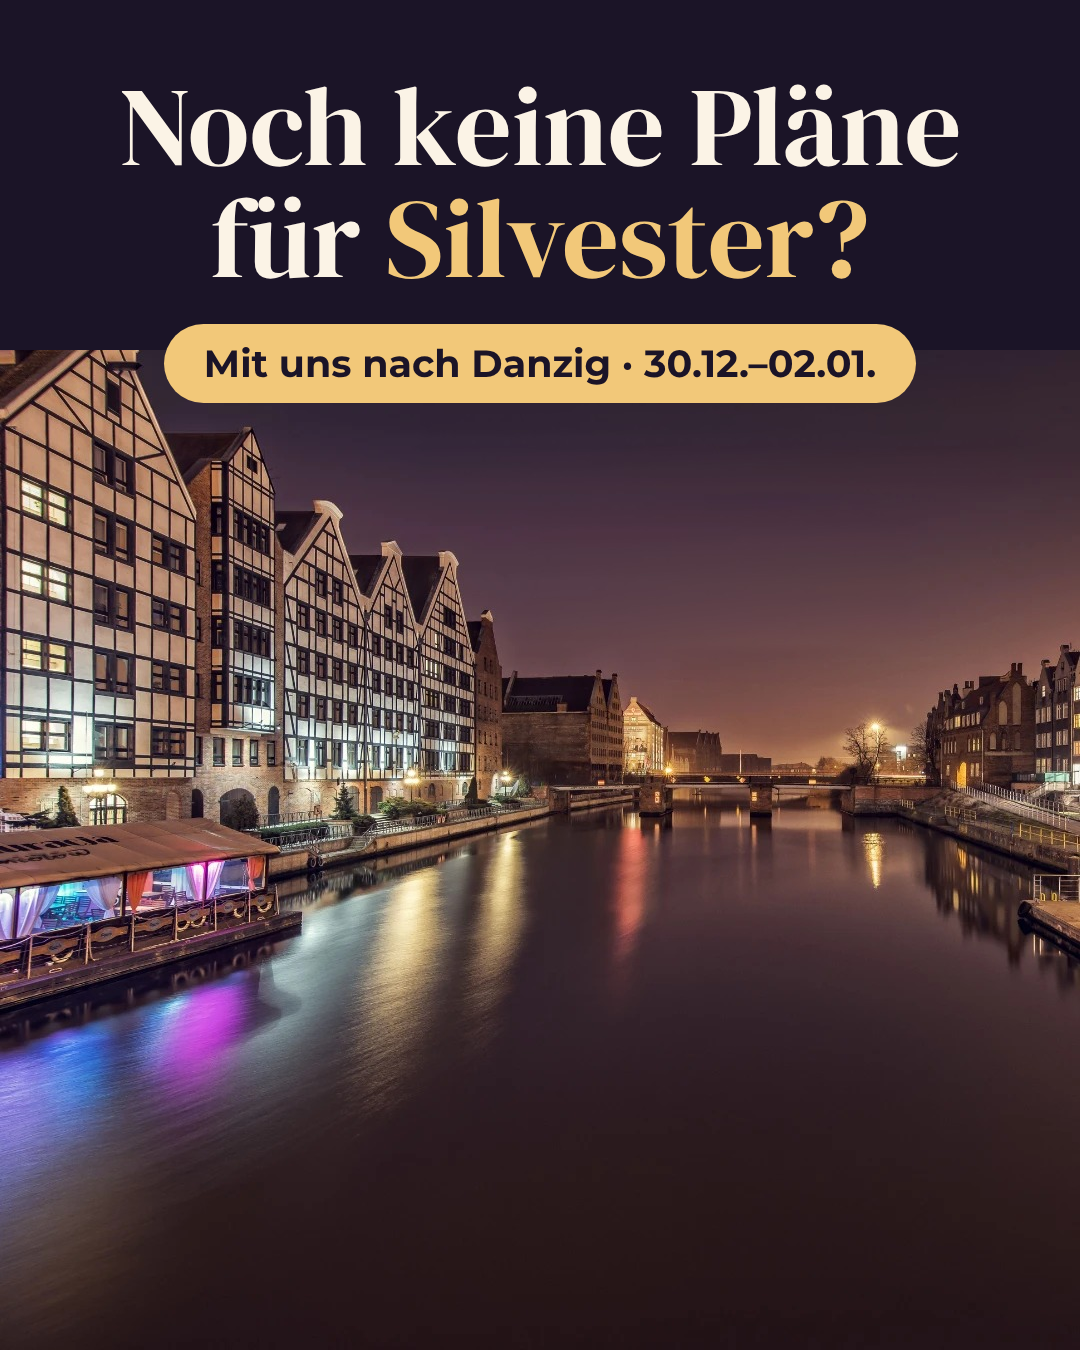 Noch keine Pläne
für Silvester?
Mit uns nach Danzig · 30.12.–02.01.